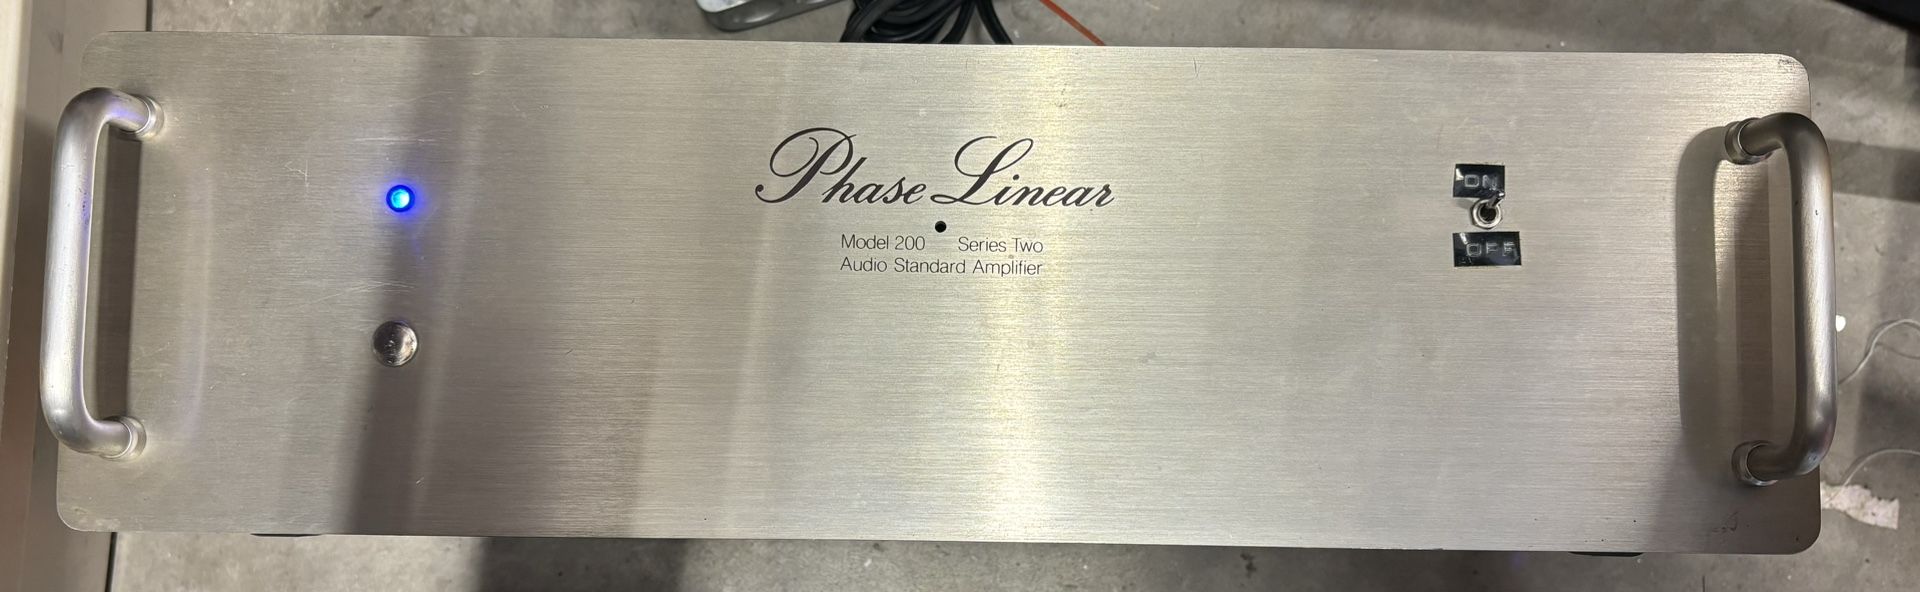 Phase Linear
Model 200 Series Two
Audio Standard Amplifier
ON
OFF